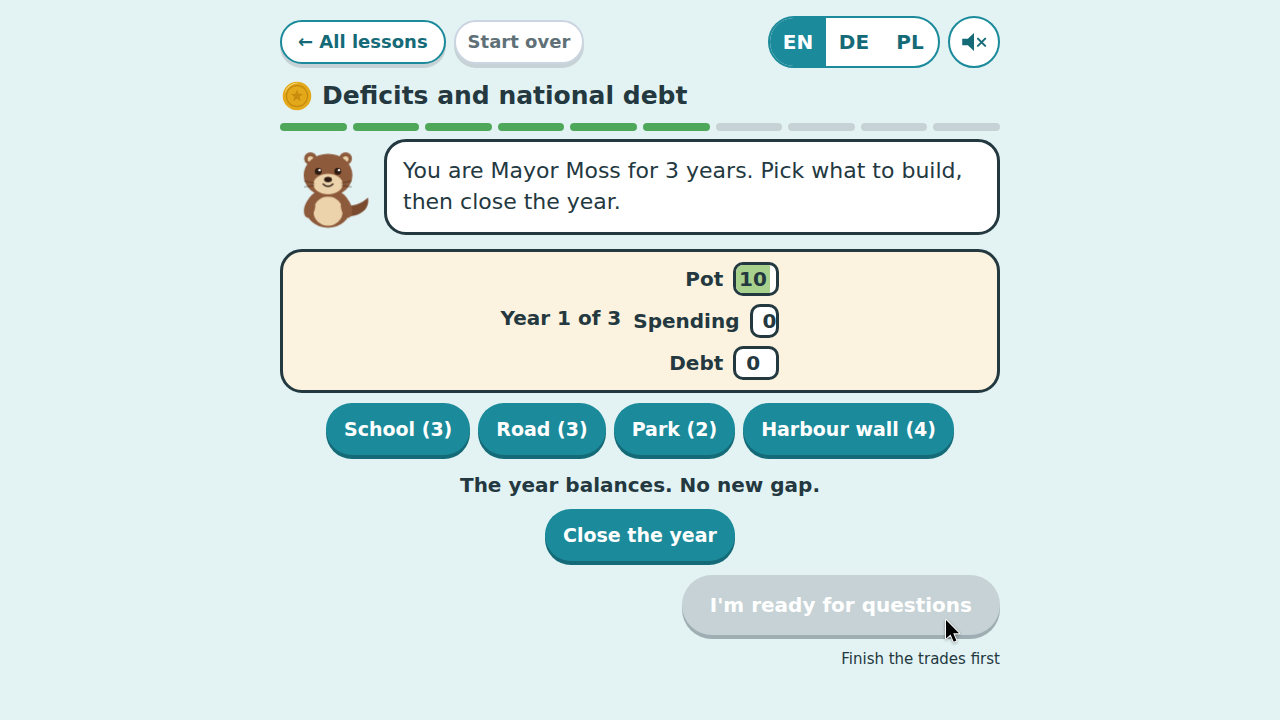 ← All lessons
Start over
EN DE PL
Deficits and national debt
You are Mayor Moss for 3 years. Pick what to build,
then close the year.
Year 1 of 3
Pot 10
Spending 0
Debt 0
School (3) Road (3) Park (2) Harbour wall (4)
The year balances. No new gap.
Close the year
I'm ready for questions
Finish the trades first